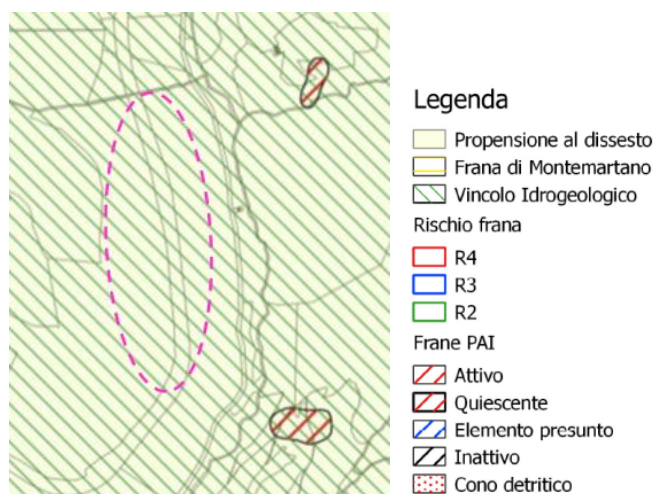 Legenda
Propensione al dissesto
Frana di Montemartano
Vincolo Idrogeologico
Rischio frana
R4
R3
R2
Frane PAI
Attivo
Quiescente
Elemento presunto
Inattivo
Cono detritico